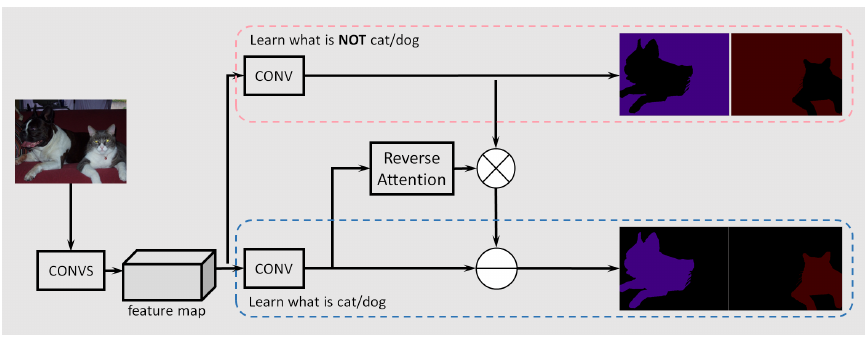 Learn what is NOT cat/dog
CONV
Reverse
Attention
CONVS
feature map
CONV
Learn what is cat/dog